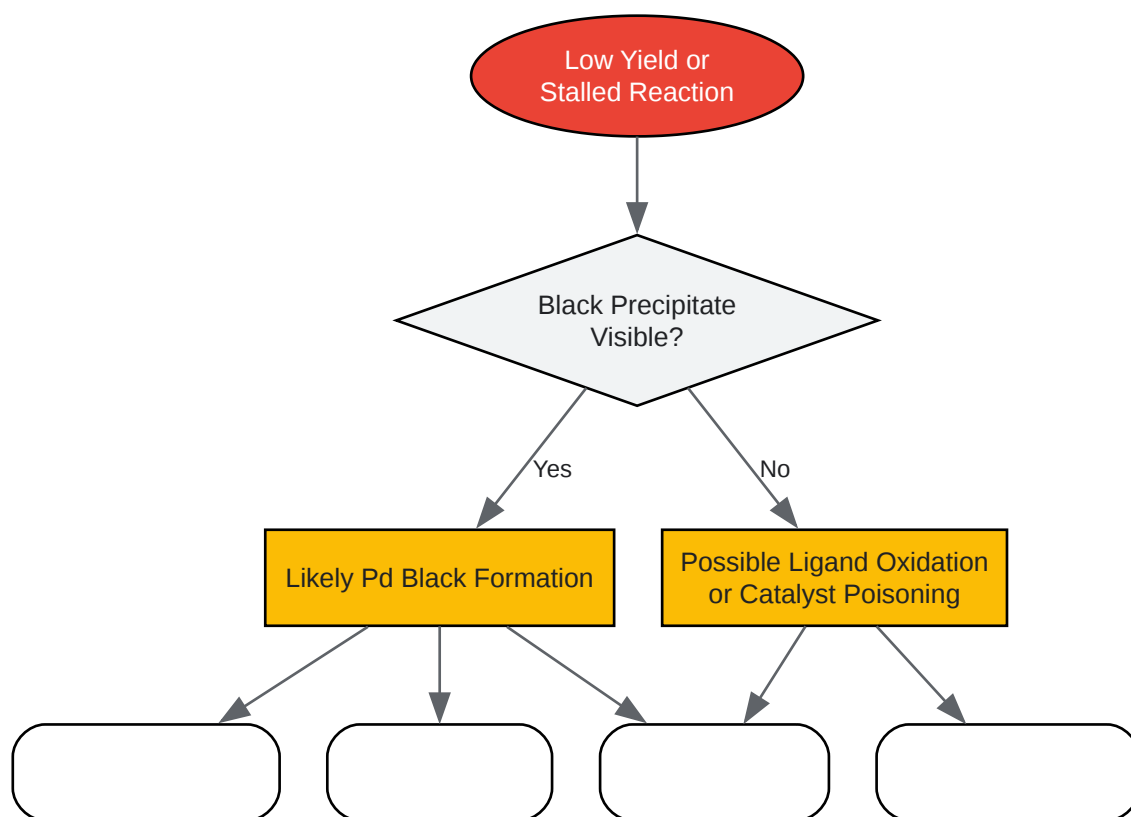 Low Yield or
Stalled Reaction
Black Precipitate
Visible?
Yes
No
Likely Pd Black Formation
Possible Ligand Oxidation
or Catalyst Poisoning